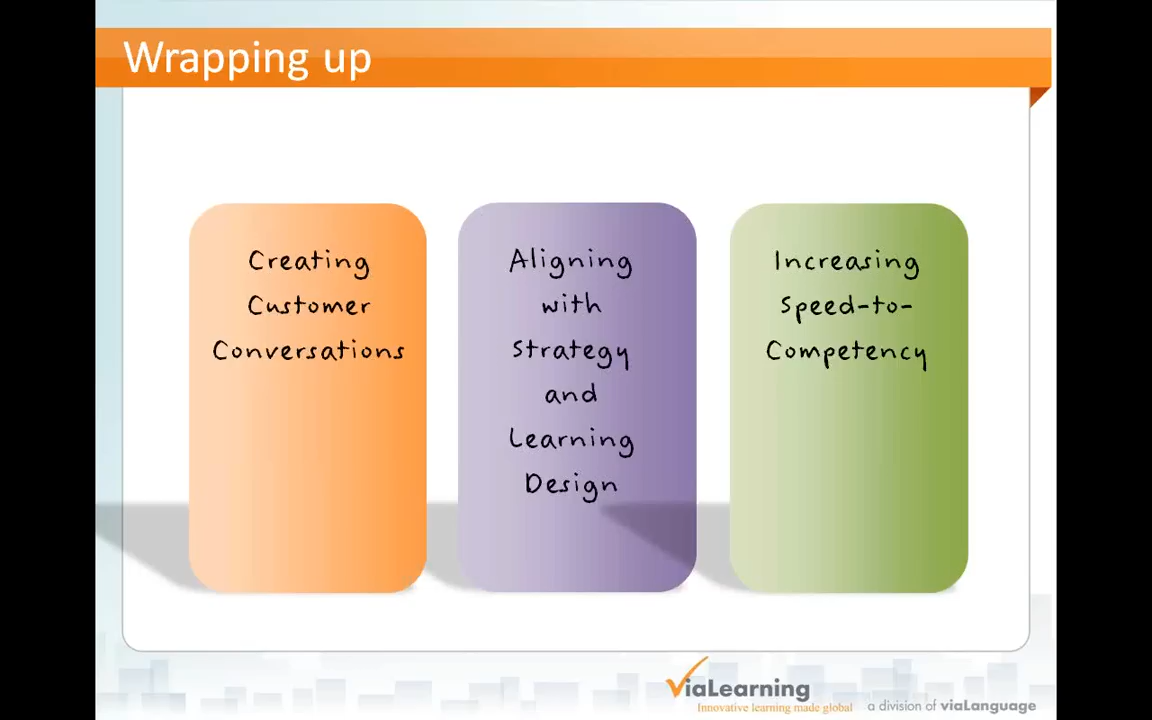 Wrapping up
Creating
Customer
Conversations
Aligning
with
Strategy
and
Learning
Design
Increasing
Speed-to-
Competency
ViaLearning
Innovative learning made global
a division of viaLanguage